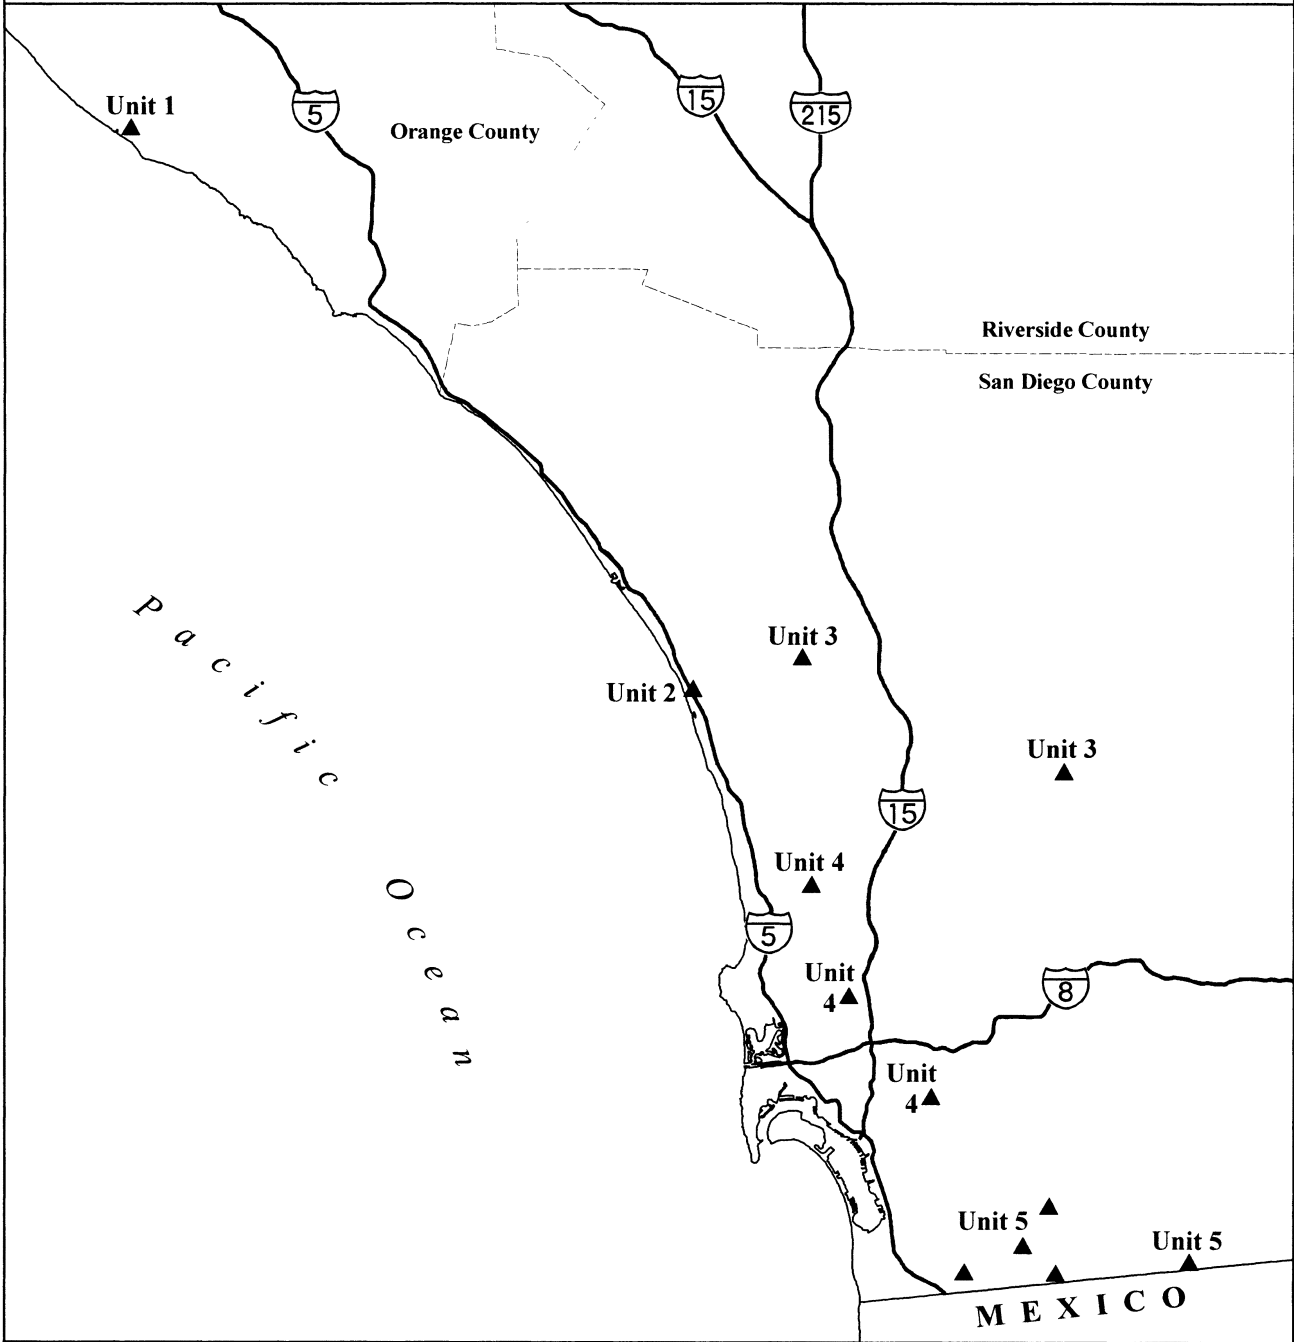 Unit 1
5
Orange County
15
215
Riverside County
San Diego County
Pacific
Ocean
Unit 3
Unit 2
Unit 3
15
Unit 4
5
Unit
4
8
Unit
4
Unit 5
Unit 5
MEXICO